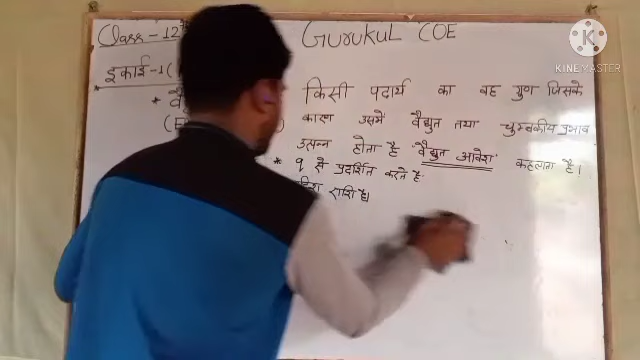 Class - 12
GURUKUL COE
इकाई-1(
* वै
किसी पदार्थ का वह गुण जिसके
(E
कारण उसमें वैद्युत तथा चुम्बकीय प्रभाव
उत्पन्न होता है वैद्युत आवेश कहलाता है।
* q से प्रदर्शित करते है
राशि है।
KINEMASTER